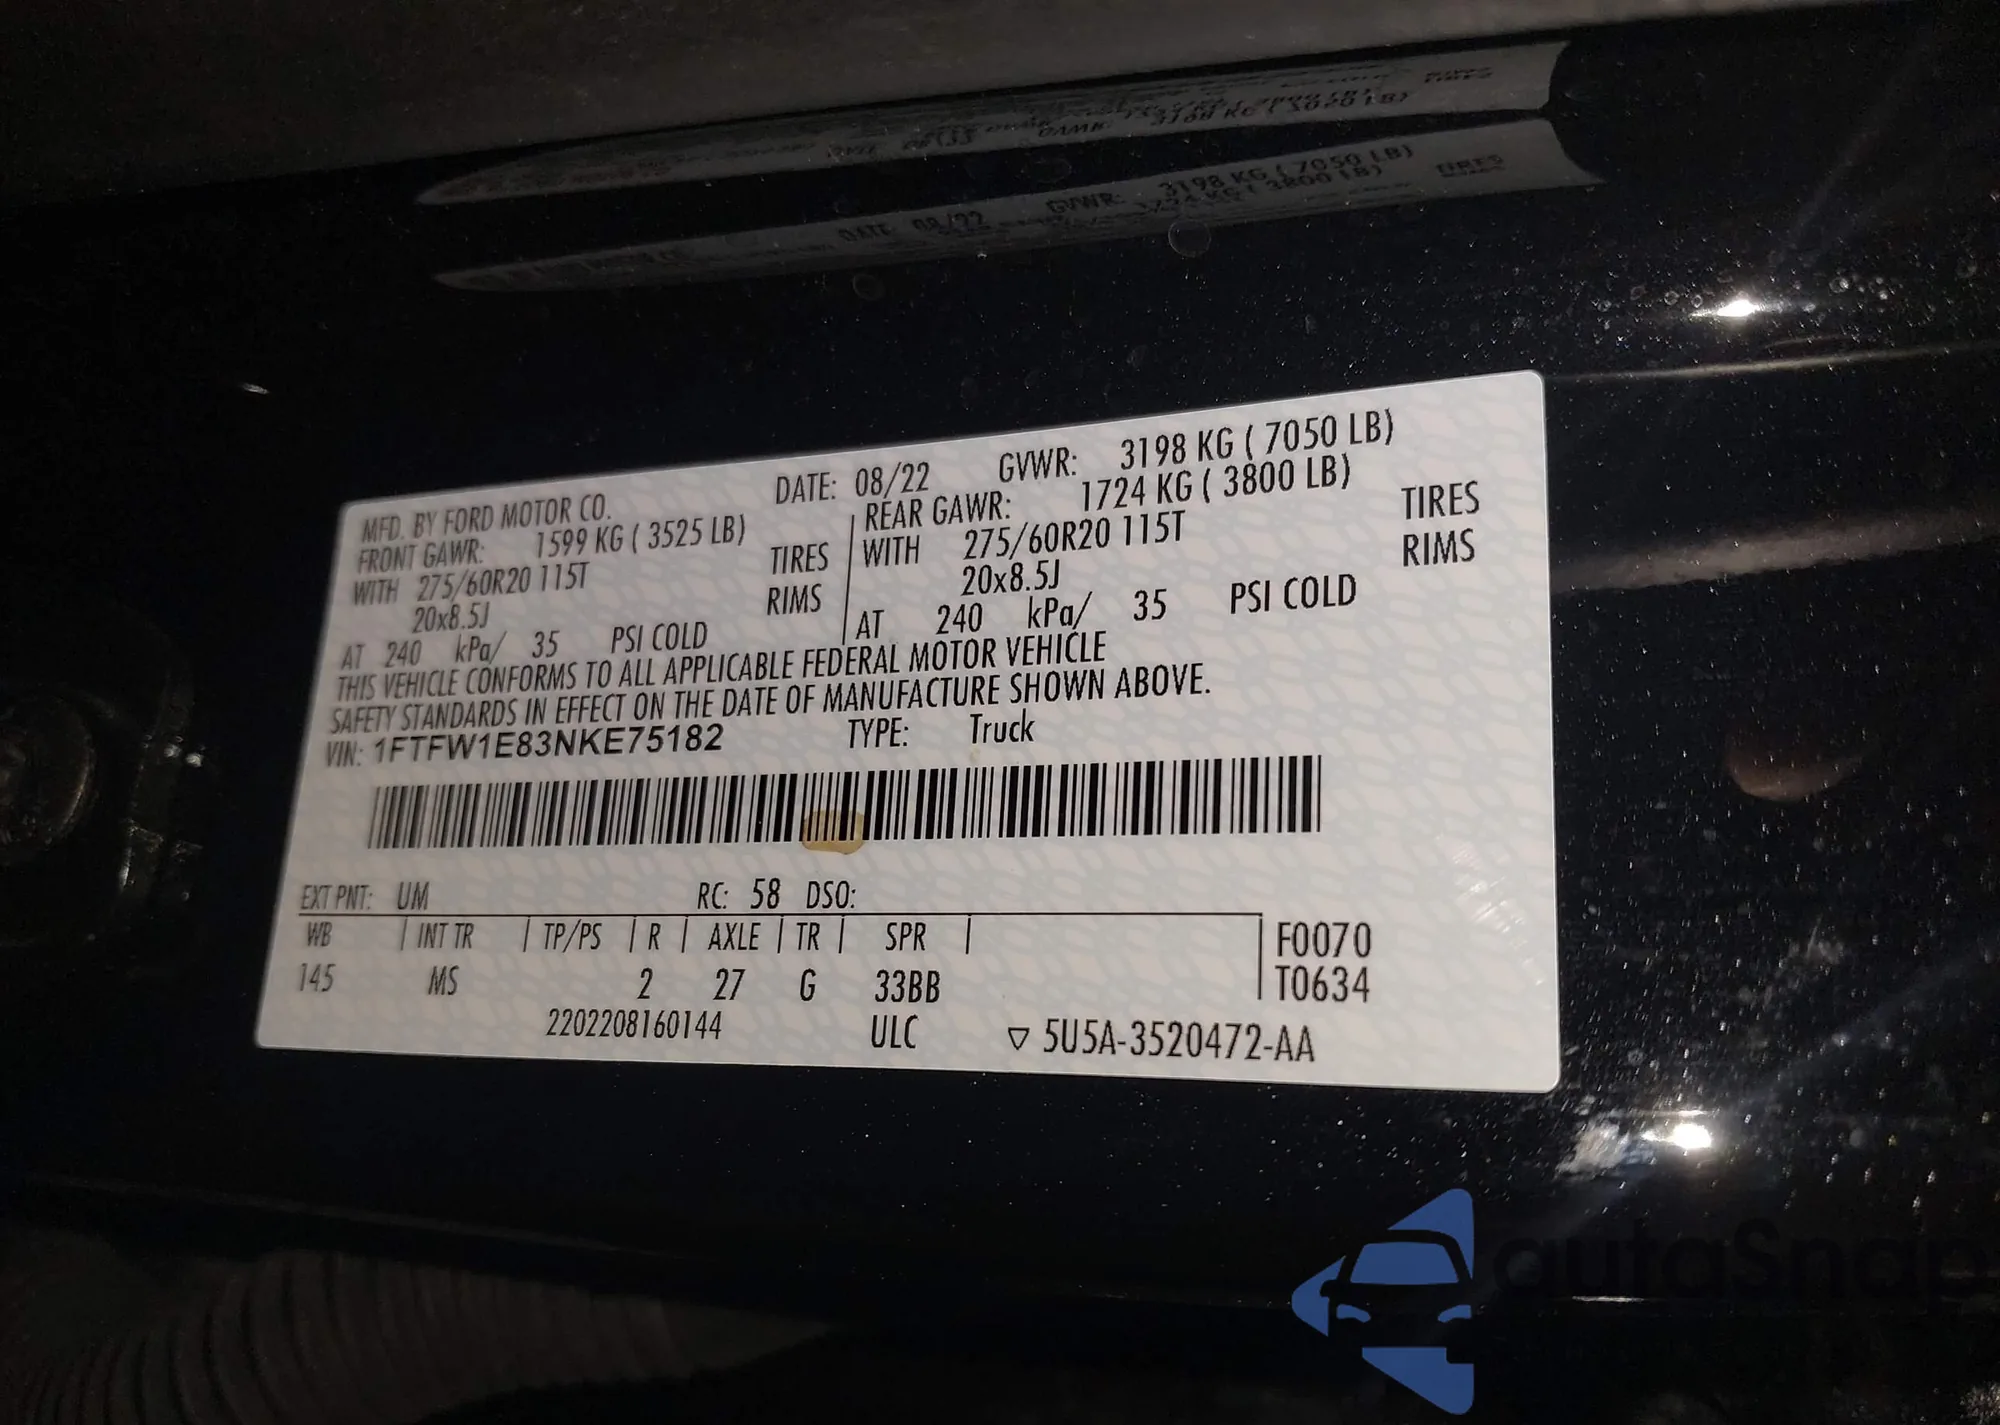 MFD. BY FORD MOTOR CO. DATE: 08/22 GVWR: 3198 KG ( 7050 LB)
FRONT GAWR: 1599 KG ( 3525 LB) REAR GAWR: 1724 KG ( 3800 LB)
WITH 275/60R20 115T TIRES WITH 275/60R20 115T TIRES
20x8.5J RIMS 20x8.5J RIMS
AT 240 kPa/ 35 PSI COLD AT 240 kPa/ 35 PSI COLD
THIS VEHICLE CONFORMS TO ALL APPLICABLE FEDERAL MOTOR VEHICLE
SAFETY STANDARDS IN EFFECT ON THE DATE OF MANUFACTURE SHOWN ABOVE.
VIN: 1FTFW1E83NKE75182 TYPE: Truck
EXT PNT: UM RC: 58 DSO:
WB INT TR TP/PS R AXLE TR SPR F0070
145 MS 2 27 G 33BB T0634
2202208160144 ULC ▽ 5U5A-3520472-AA
autaSnap